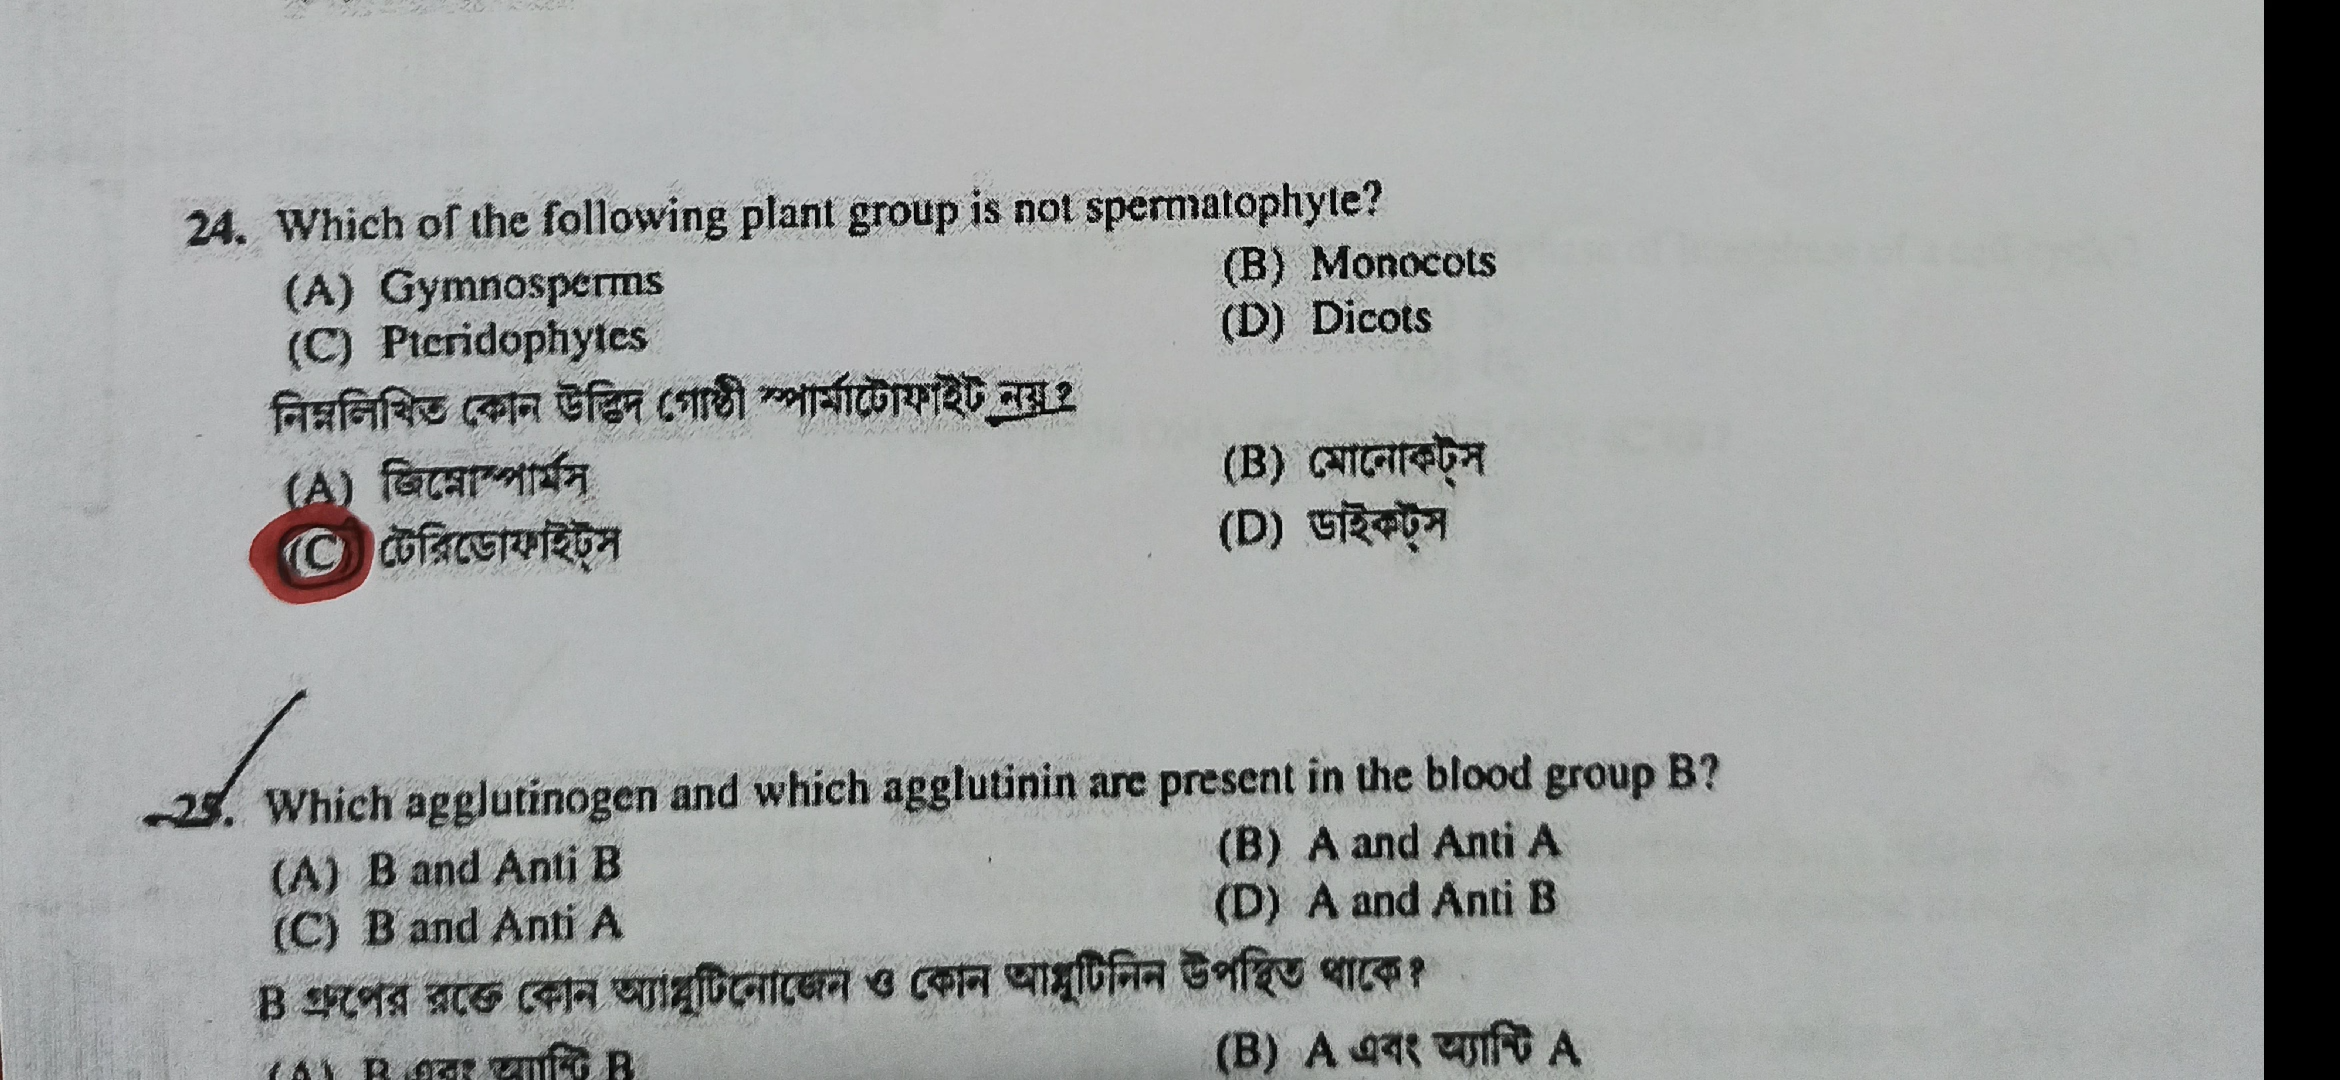 24. Which of the following plant group is not spermatophyte?
(A) Gymnosperms (B) Monocots
(C) Pteridophytes (D) Dicots
নিম্নলিখিত কোন উদ্ভিদ গোষ্ঠী স্পার্মাটোফাইট নয়?
(A) জিম্নোস্পার্মস (B) মোনোকট্‌স
(C) টেরিডোফাইট্‌স (D) ডাইকট্‌স
25. Which agglutinogen and which agglutinin are present in the blood group B?
(A) B and Anti B (B) A and Anti A
(C) B and Anti A (D) A and Anti B
B গ্রুপের রক্তে কোন অ্যাগ্লুটিনোজেন ও কোন আগ্লুটিনিন উপস্থিত থাকে?
(A) B এবং অ্যান্টি B (B) A এবং অ্যান্টি A